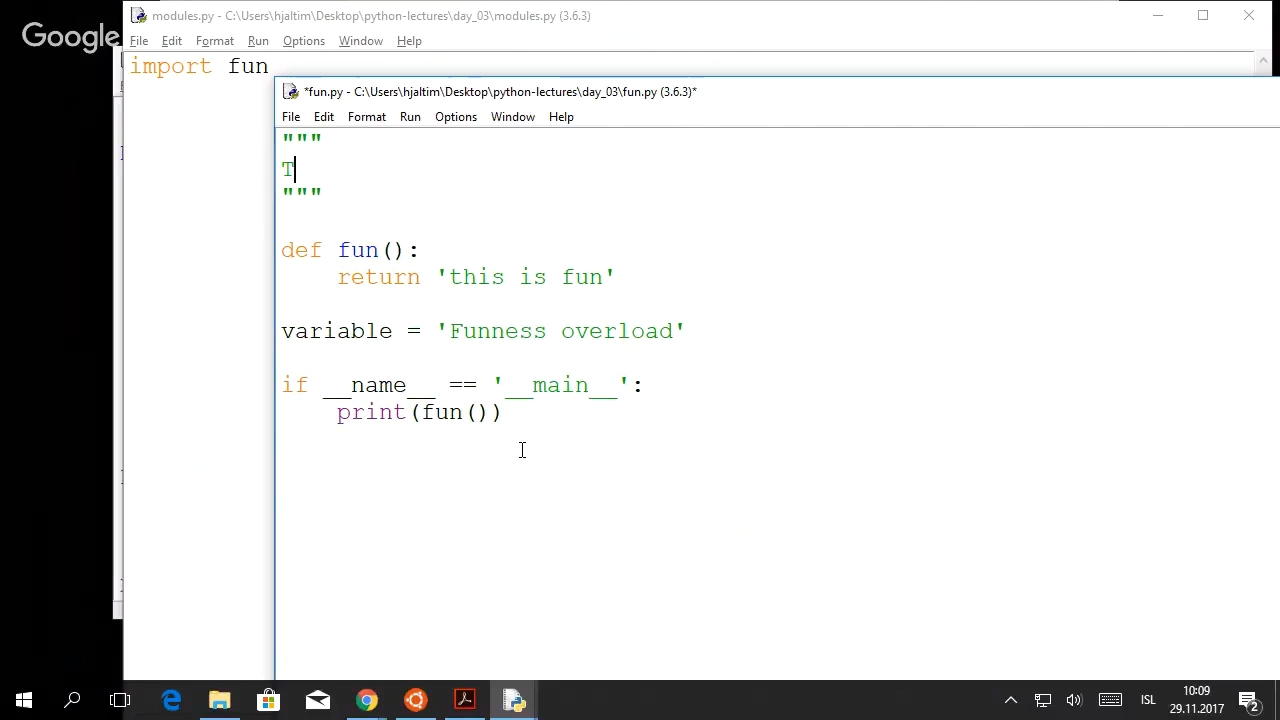 Google
modules.py - C:\Users\hjaltim\Desktop\python-lectures\day_03\modules.py (3.6.3)
File Edit Format Run Options Window Help
import fun
*fun.py - C:\Users\hjaltim\Desktop\python-lectures\day_03\fun.py (3.6.3)*
File Edit Format Run Options Window Help
"""
T
"""
def fun():
    return 'this is fun'
variable = 'Funness overload'
if __name__ == '__main__':
    print(fun())
ISL
10:09
29.11.2017
2